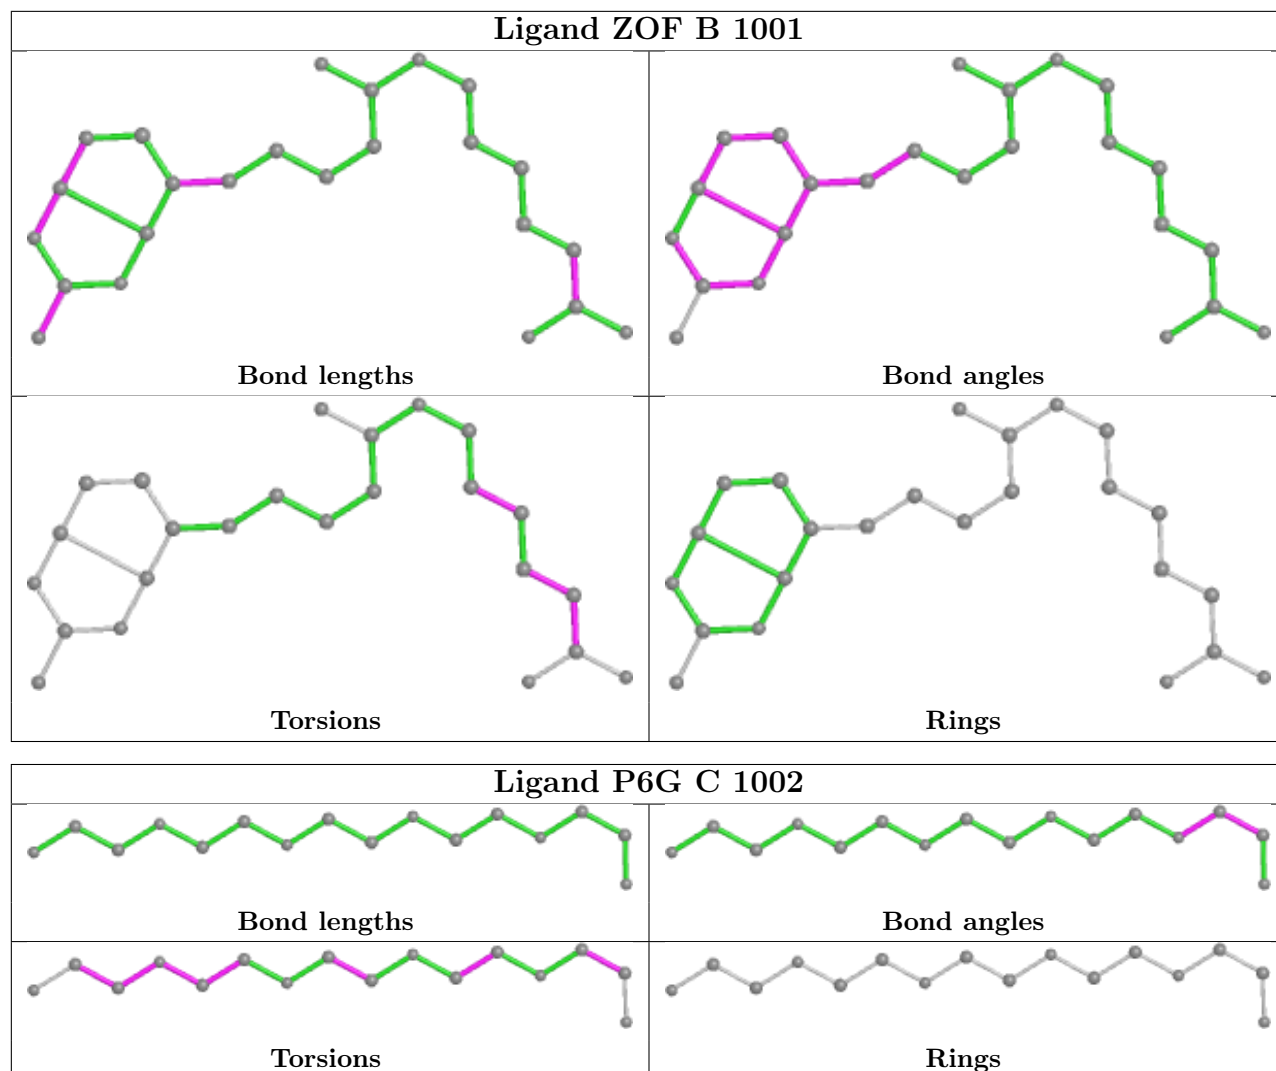 Ligand ZOF B 1001
Bond lengths
Bond angles
Torsions
Rings
Ligand P6G C 1002
Bond lengths
Bond angles
Torsions
Rings